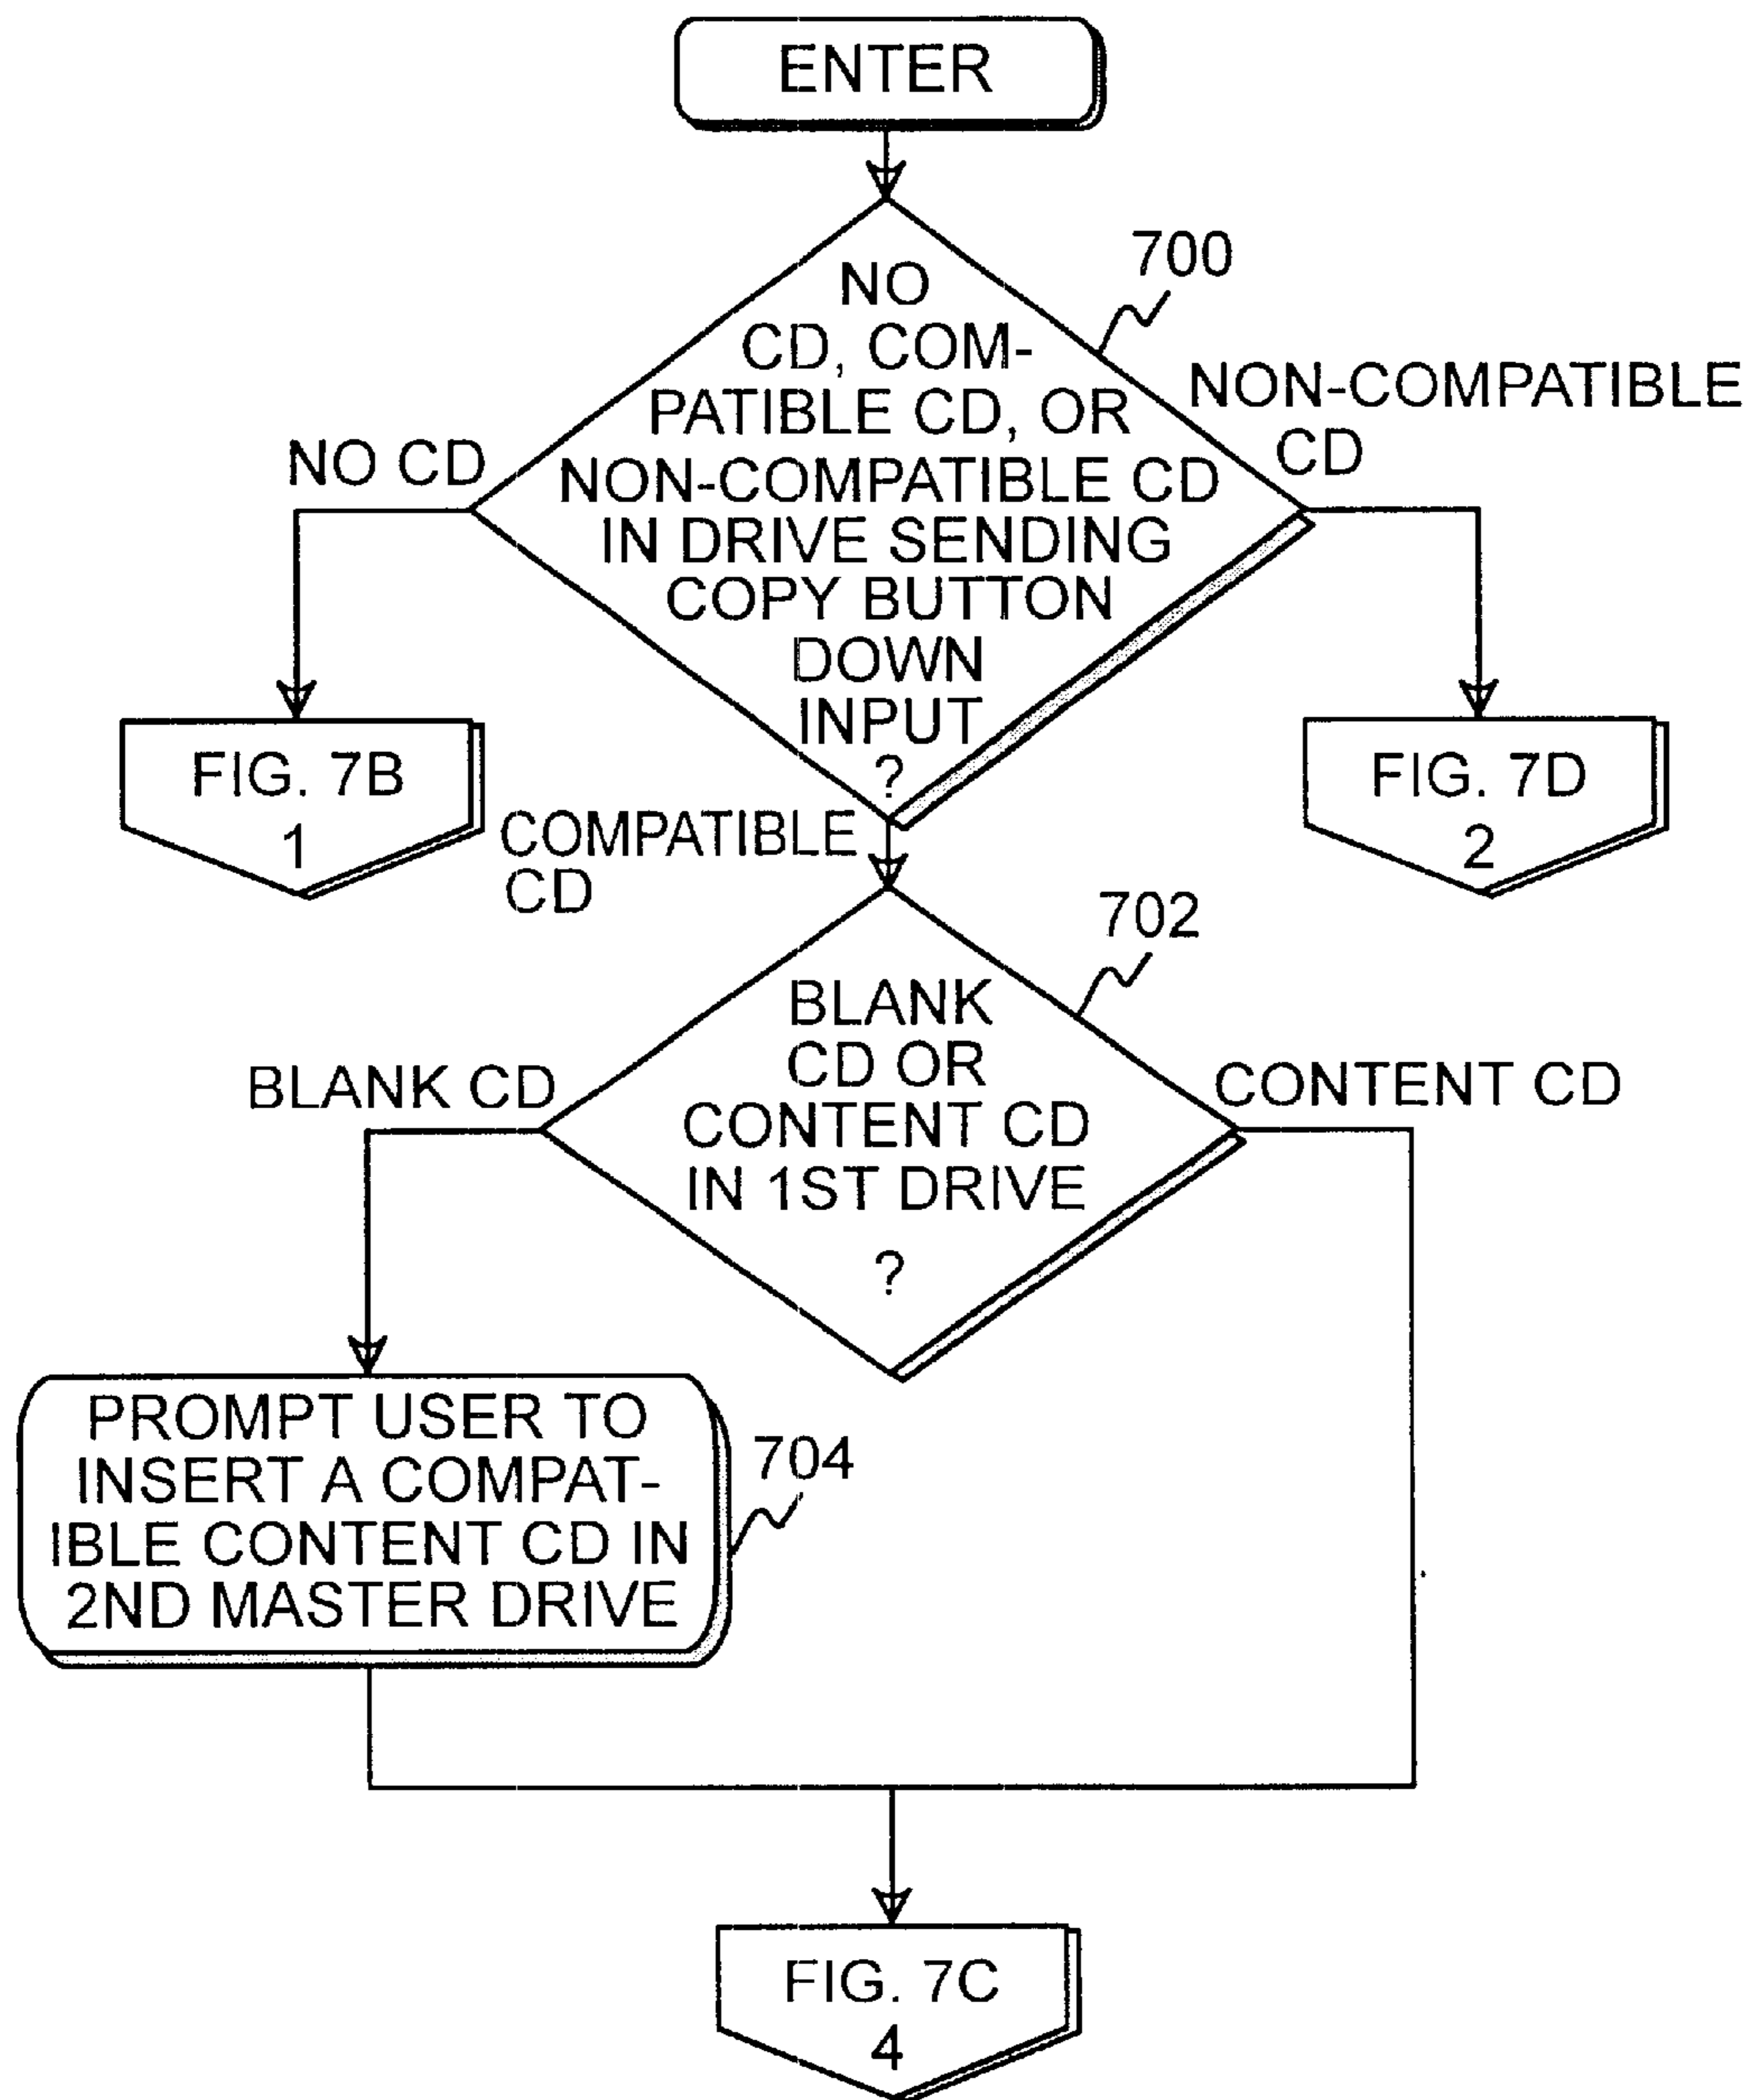 ENTER
700
NO
CD, COM-
PATIBLE CD, OR
NON-COMPATIBLE CD
IN DRIVE SENDING
COPY BUTTON
DOWN
INPUT
?
NO CD
NON-COMPATIBLE
CD
FIG. 7B
1
FIG. 7D
2
COMPATIBLE
CD
702
BLANK
CD OR
CONTENT CD
IN 1ST DRIVE
?
BLANK CD
CONTENT CD
PROMPT USER TO
INSERT A COMPAT-
IBLE CONTENT CD IN
2ND MASTER DRIVE
704
FIG. 7C
4